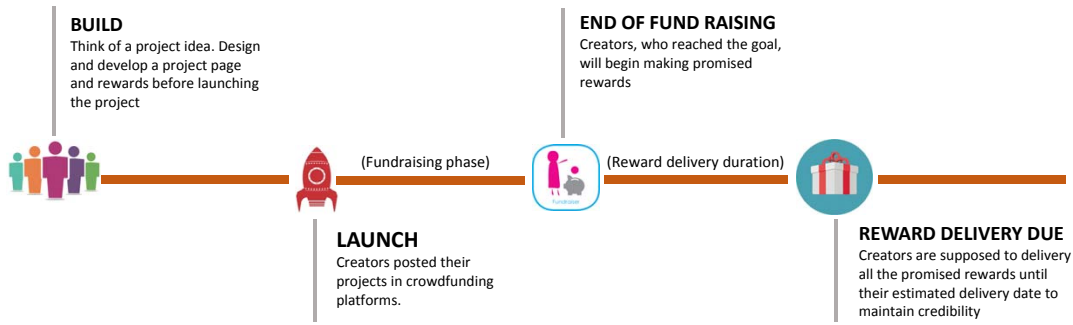 BUILD
Think of a project idea. Design
and develop a project page
and rewards before launching
the project
(Fundraising phase)
LAUNCH
Creators posted their
projects in crowdfunding
platforms.
END OF FUND RAISING
Creators, who reached the goal,
will begin making promised
rewards
Fundraiser
(Reward delivery duration)
REWARD DELIVERY DUE
Creators are supposed to delivery
all the promised rewards until
their estimated delivery date to
maintain credibility